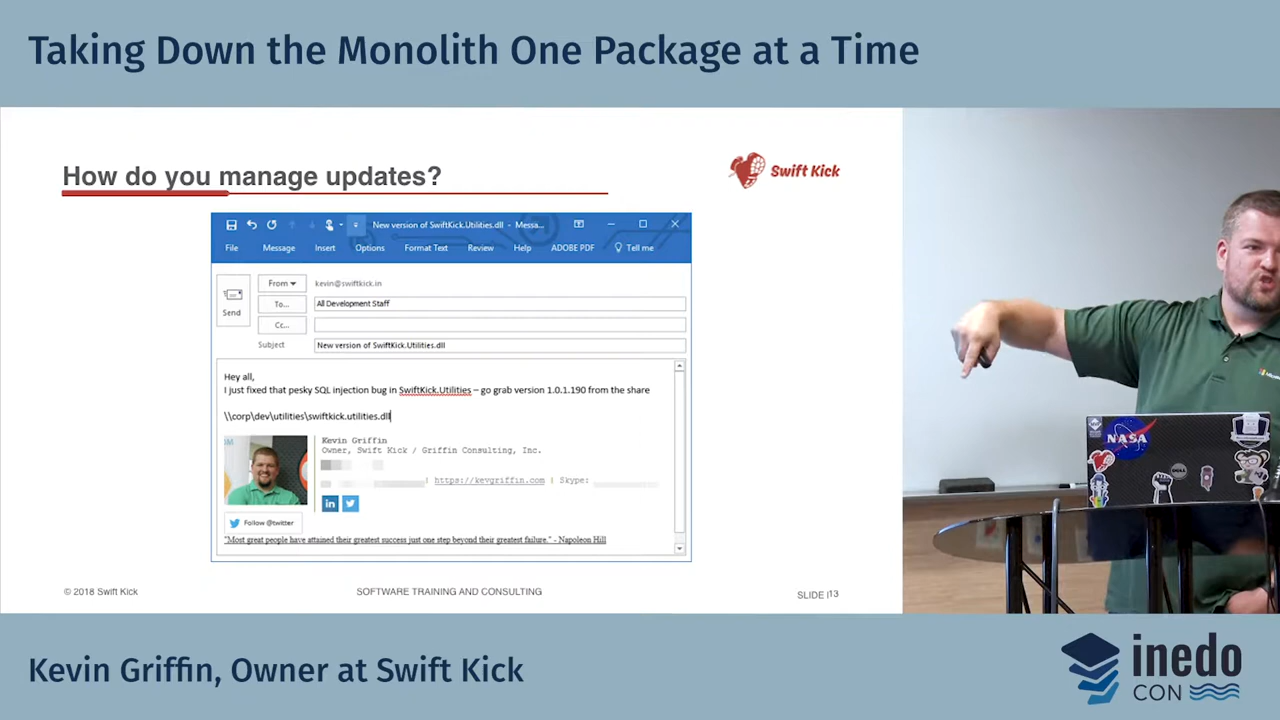 Taking Down the Monolith One Package at a Time
How do you manage updates?
Swift Kick
New version of SwiftKick.Utilities.dll - Messa...
File Message Insert Options Format Text Review Help ADOBE PDF Tell me
Send
From
kevin@swiftkick.in
To...
All Development Staff
Cc...
Subject
New version of SwiftKick.Utilities.dll
Hey all,
I just fixed that pesky SQL injection bug in SwiftKick.Utilities – go grab version 1.0.1.190 from the share
\\corp\dev\utilities\swiftkick.utilities.dll
Kevin Griffin
Owner, Swift Kick / Griffin Consulting, Inc.
| https://kevgriffin.com | Skype:
in
Follow @twitter
"Most great people have attained their greatest success just one step beyond their greatest failure." - Napoleon Hill
© 2018 Swift Kick
SOFTWARE TRAINING AND CONSULTING
SLIDE |13
NASA
DELL
Kevin Griffin, Owner at Swift Kick
inedo
CON